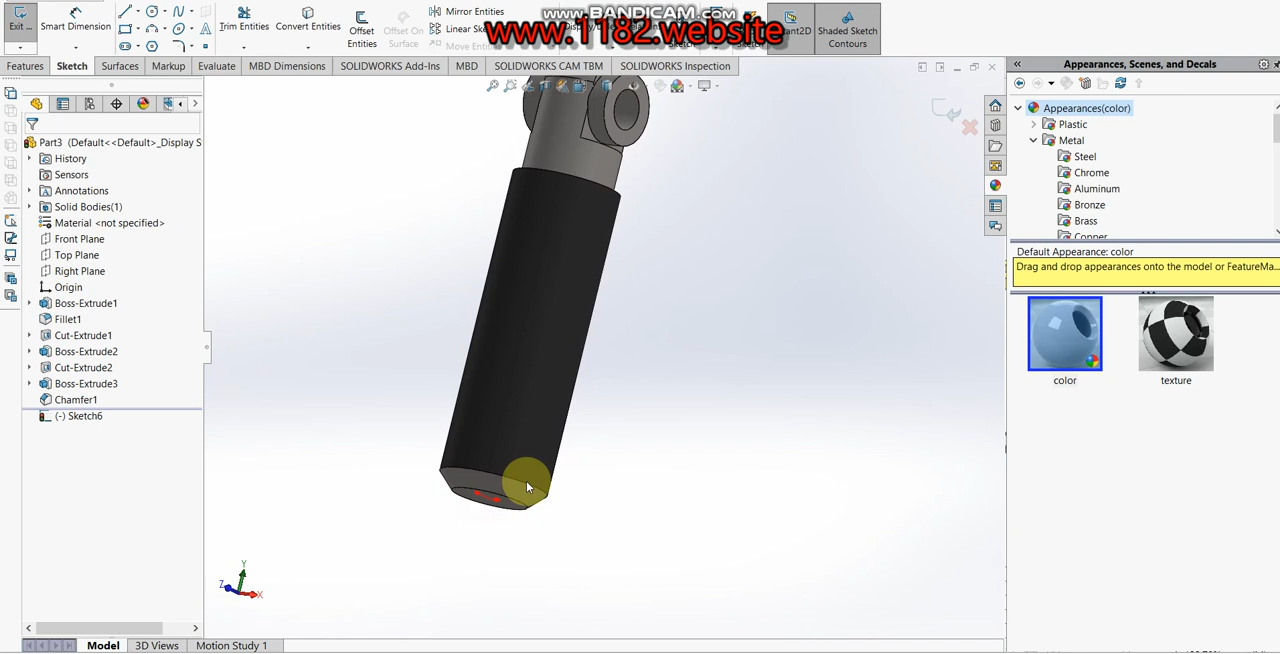 www.BANDICAM.com
www.1182.website
Exit ...
Smart Dimension
Trim Entities
Convert Entities
Offset Entities
Offset On Surface
Mirror Entities
Linear Ske
Move Entit
Instant2D
Shaded Sketch Contours
Features
Sketch
Surfaces
Markup
Evaluate
MBD Dimensions
SOLIDWORKS Add-Ins
MBD
SOLIDWORKS CAM TBM
SOLIDWORKS Inspection
Part3 (Default<<Default>_Display S
History
Sensors
Annotations
Solid Bodies(1)
Material <not specified>
Front Plane
Top Plane
Right Plane
Origin
Boss-Extrude1
Fillet1
Cut-Extrude1
Boss-Extrude2
Cut-Extrude2
Boss-Extrude3
Chamfer1
(-) Sketch6
Y
Z
X
Model
3D Views
Motion Study 1
Appearances, Scenes, and Decals
Appearances(color)
Plastic
Metal
Steel
Chrome
Aluminum
Bronze
Brass
Copper
Default Appearance: color
Drag and drop appearances onto the model or FeatureMa...
color
texture